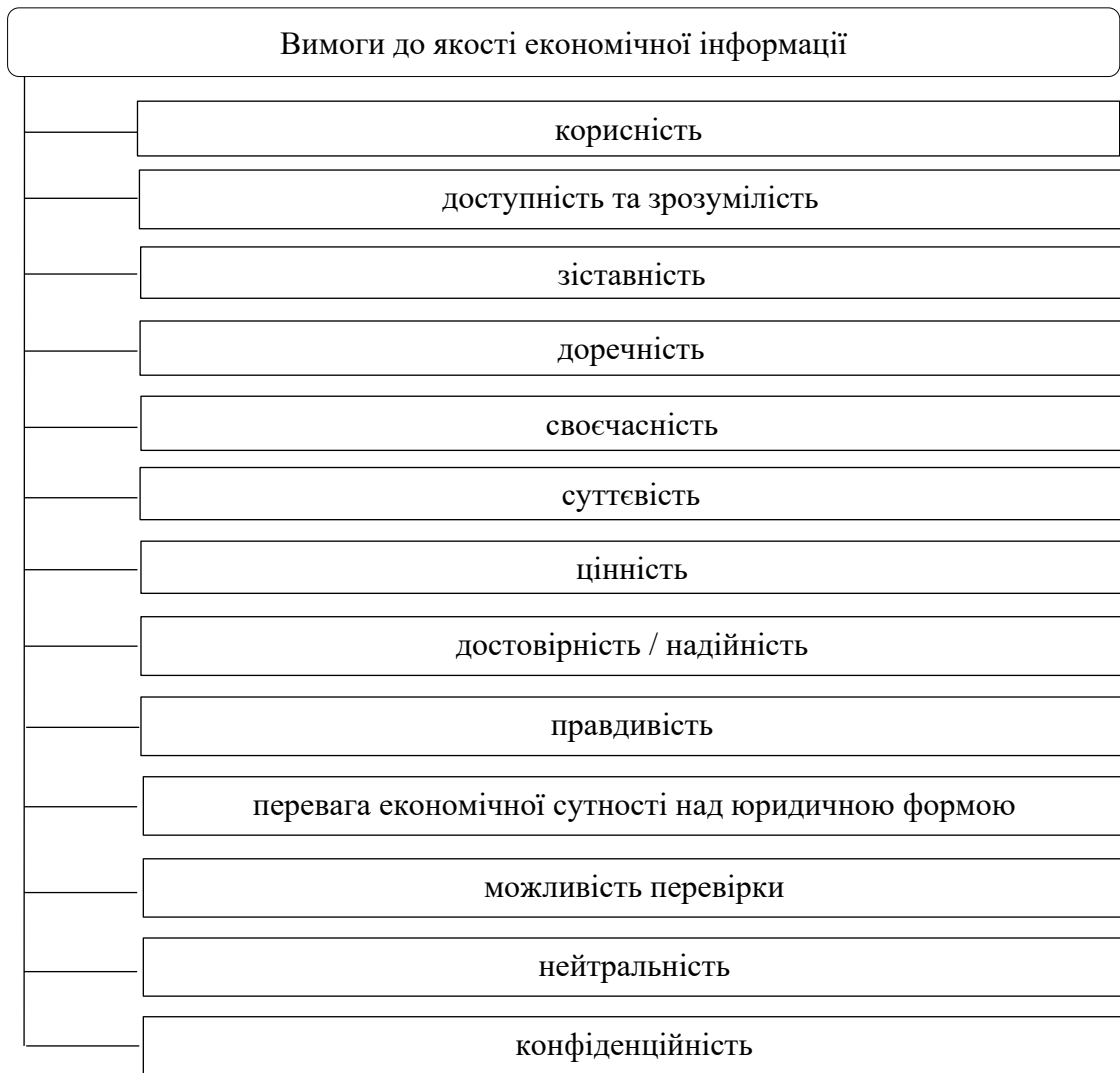 Вимоги до якості економічної інформації
корисність
доступність та зрозумілість
зіставність
доречність
своєчасність
суттєвість
цінність
достовірність / надійність
правдивість
перевага економічної сутності над юридичною формою
можливість перевірки
нейтральність
конфіденційність